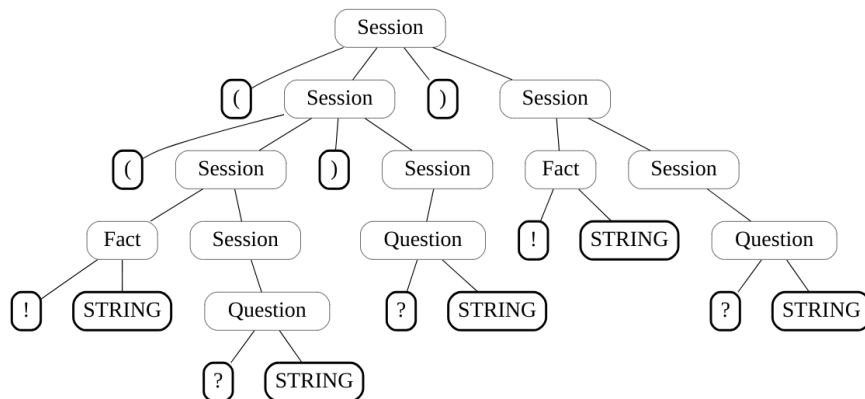 Session
( Session ) Session
( Session ) Session Fact Session
Fact Session Question ! STRING Question
! STRING Question ? STRING ? STRING
? STRING